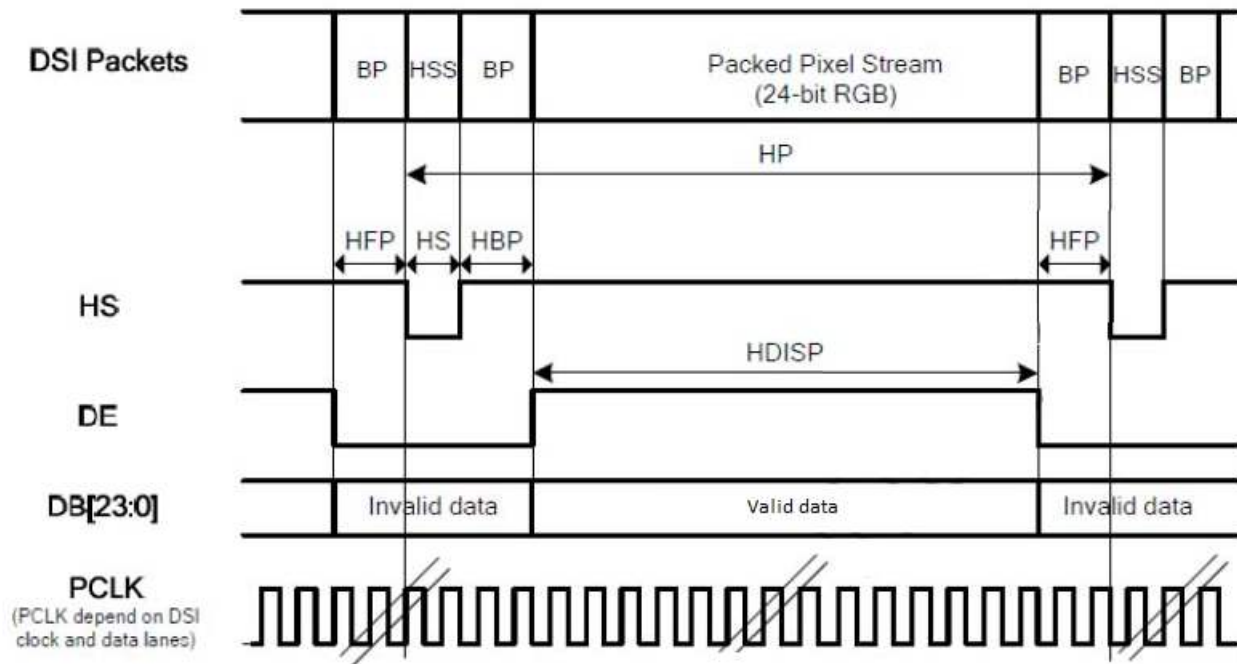 DSI Packets
BP HSS BP Packed Pixel Stream BP HSS BP
(24-bit RGB)
HP
HFP HS HBP HFP
HS
HDISP
DE
DB[23:0] Invalid data Valid data Invalid data
PCLK
(PCLK depend on DSI
clock and data lanes)